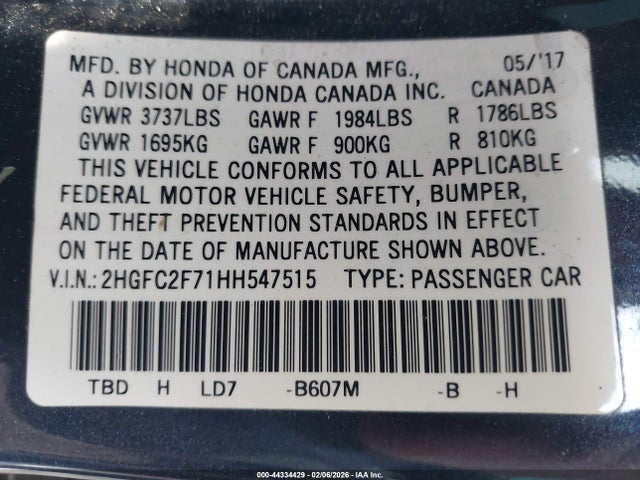 MFD. BY HONDA OF CANADA MFG., 05/'17
A DIVISION OF HONDA CANADA INC. CANADA
GVWR 3737LBS GAWR F 1984LBS R 1786LBS
GVWR 1695KG GAWR F 900KG R 810KG
THIS VEHICLE CONFORMS TO ALL APPLICABLE
FEDERAL MOTOR VEHICLE SAFETY, BUMPER,
AND THEFT PREVENTION STANDARDS IN EFFECT
ON THE DATE OF MANUFACTURE SHOWN ABOVE.
V.I.N.: 2HGFC2F71HH547515 TYPE: PASSENGER CAR
TBD H LD7 -B607M -B -H
000-44334429 - 02/06/2026 - IAA Inc.